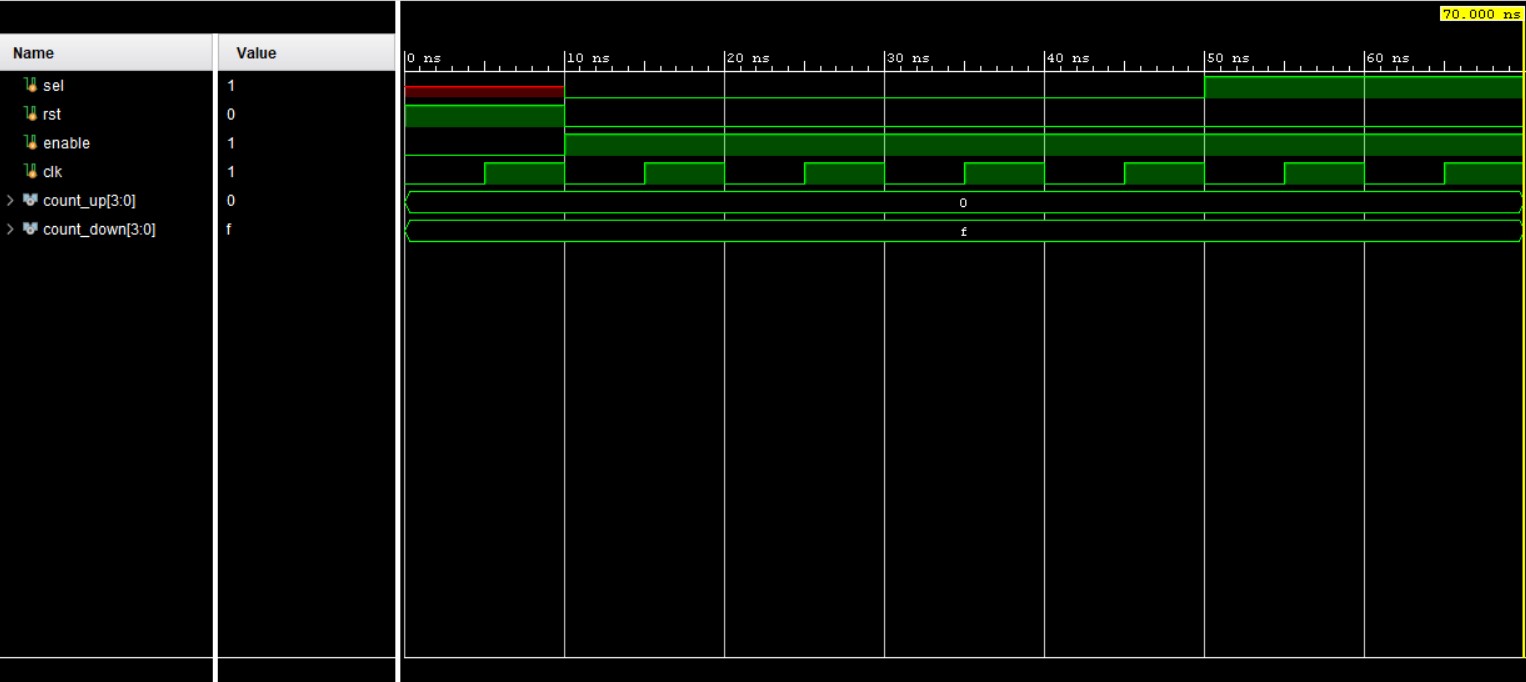 70.000 ns
Name Value
0 ns 10 ns 20 ns 30 ns 40 ns 50 ns 60 ns
sel 1
rst 0
enable 1
clk 1
count_up[3:0] 0 0
count_down[3:0] f f